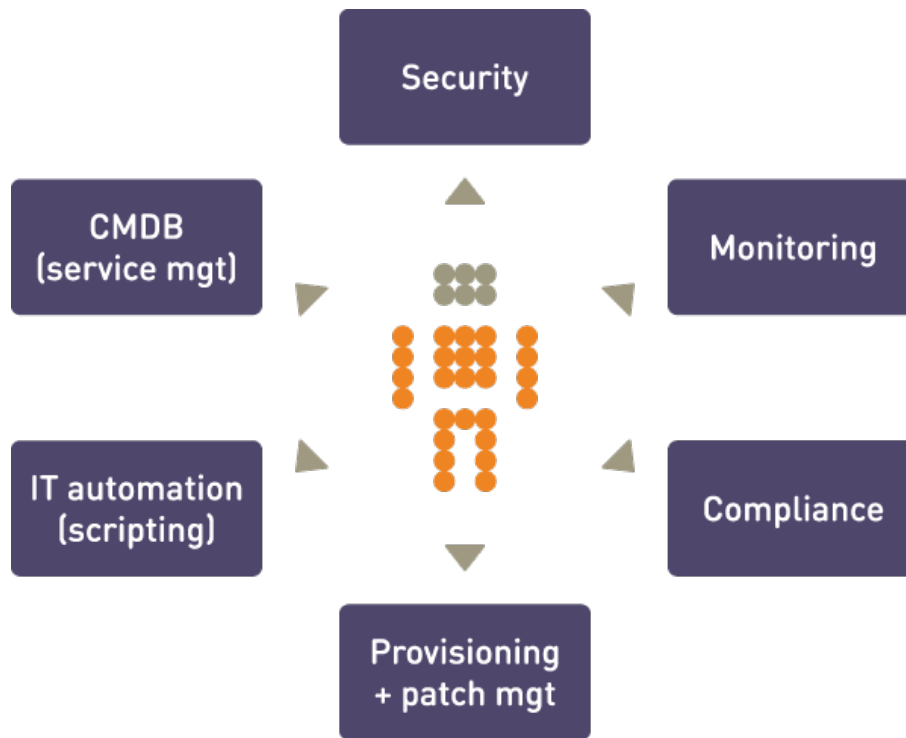 Security
CMDB
(service mgt)
Monitoring
IT automation
(scripting)
Compliance
Provisioning
+ patch mgt